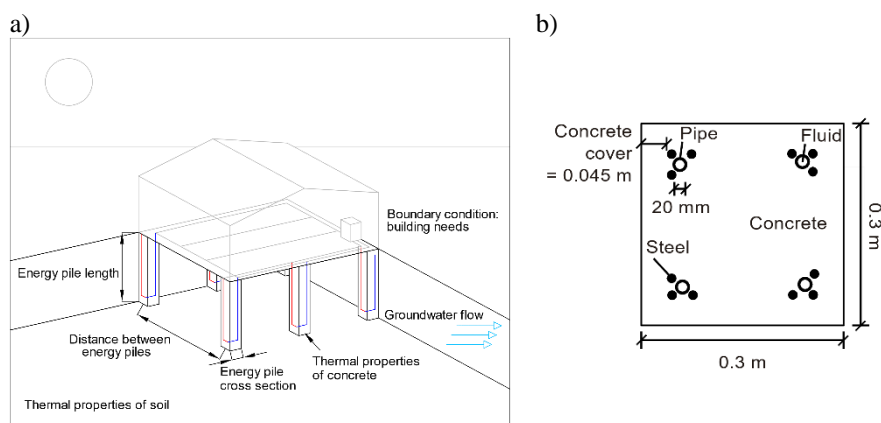 a)
Boundary condition:
building needs
Energy pile length
Groundwater flow
Distance between
energy piles
Energy pile
cross section
Thermal properties
of concrete
Thermal properties of soil
b)
Concrete
cover
= 0.045 m
Pipe
Fluid
20 mm
Concrete
Steel
0.3 m
0.3 m